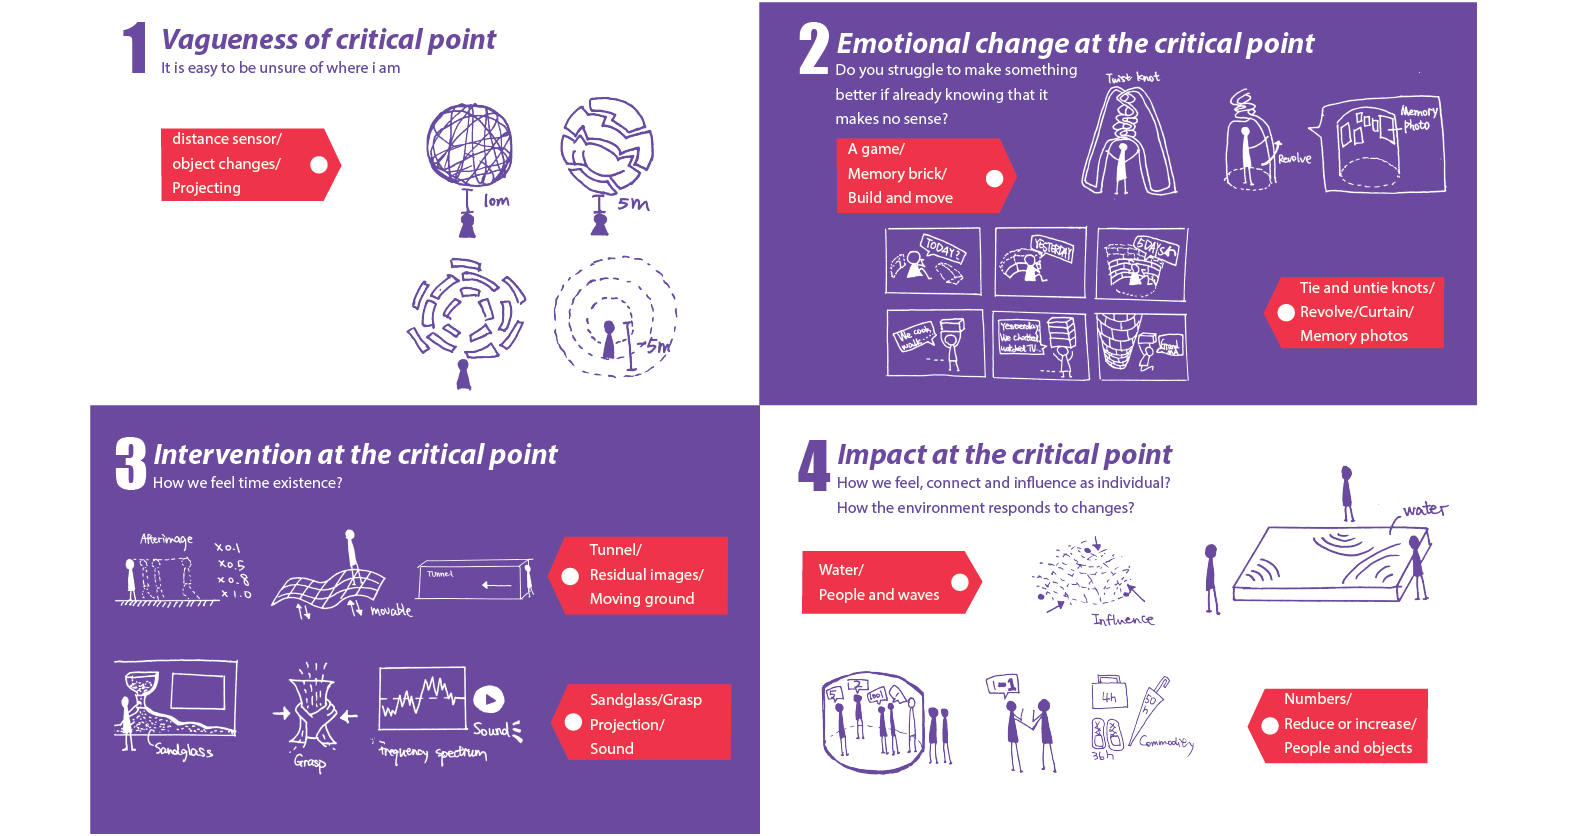 1 Vagueness of critical point
It is easy to be unsure of where i am
distance sensor/
object changes/
Projecting
10m
5m
5m
2 Emotional change at the critical point
Do you struggle to make something
better if already knowing that it
makes no sense?
A game/
Memory brick/
Build and move
Twist knot
Revolve
Memory
photo
TODAY?
YESTERDAY
5DAYS
We cook
walk...
Yesterday
We chatted
watched TV...
Tie and untie knots/
Revolve/Curtain/
Memory photos
3 Intervention at the critical point
How we feel time existence?
Afterimage
x0.1
x0.5
x0.8
x1.0
movable
Tunnel
Tunnel/
Residual images/
Moving ground
Sandglass
Grasp
frequency spectrum
Sound
Sandglass/Grasp
Projection/
Sound
4 Impact at the critical point
How we feel, connect and influence as individual?
How the environment responds to changes?
Water/
People and waves
Influence
water
5
2
1001
1-1
4h
50
h
36h
Commodity
Numbers/
Reduce or increase/
People and objects